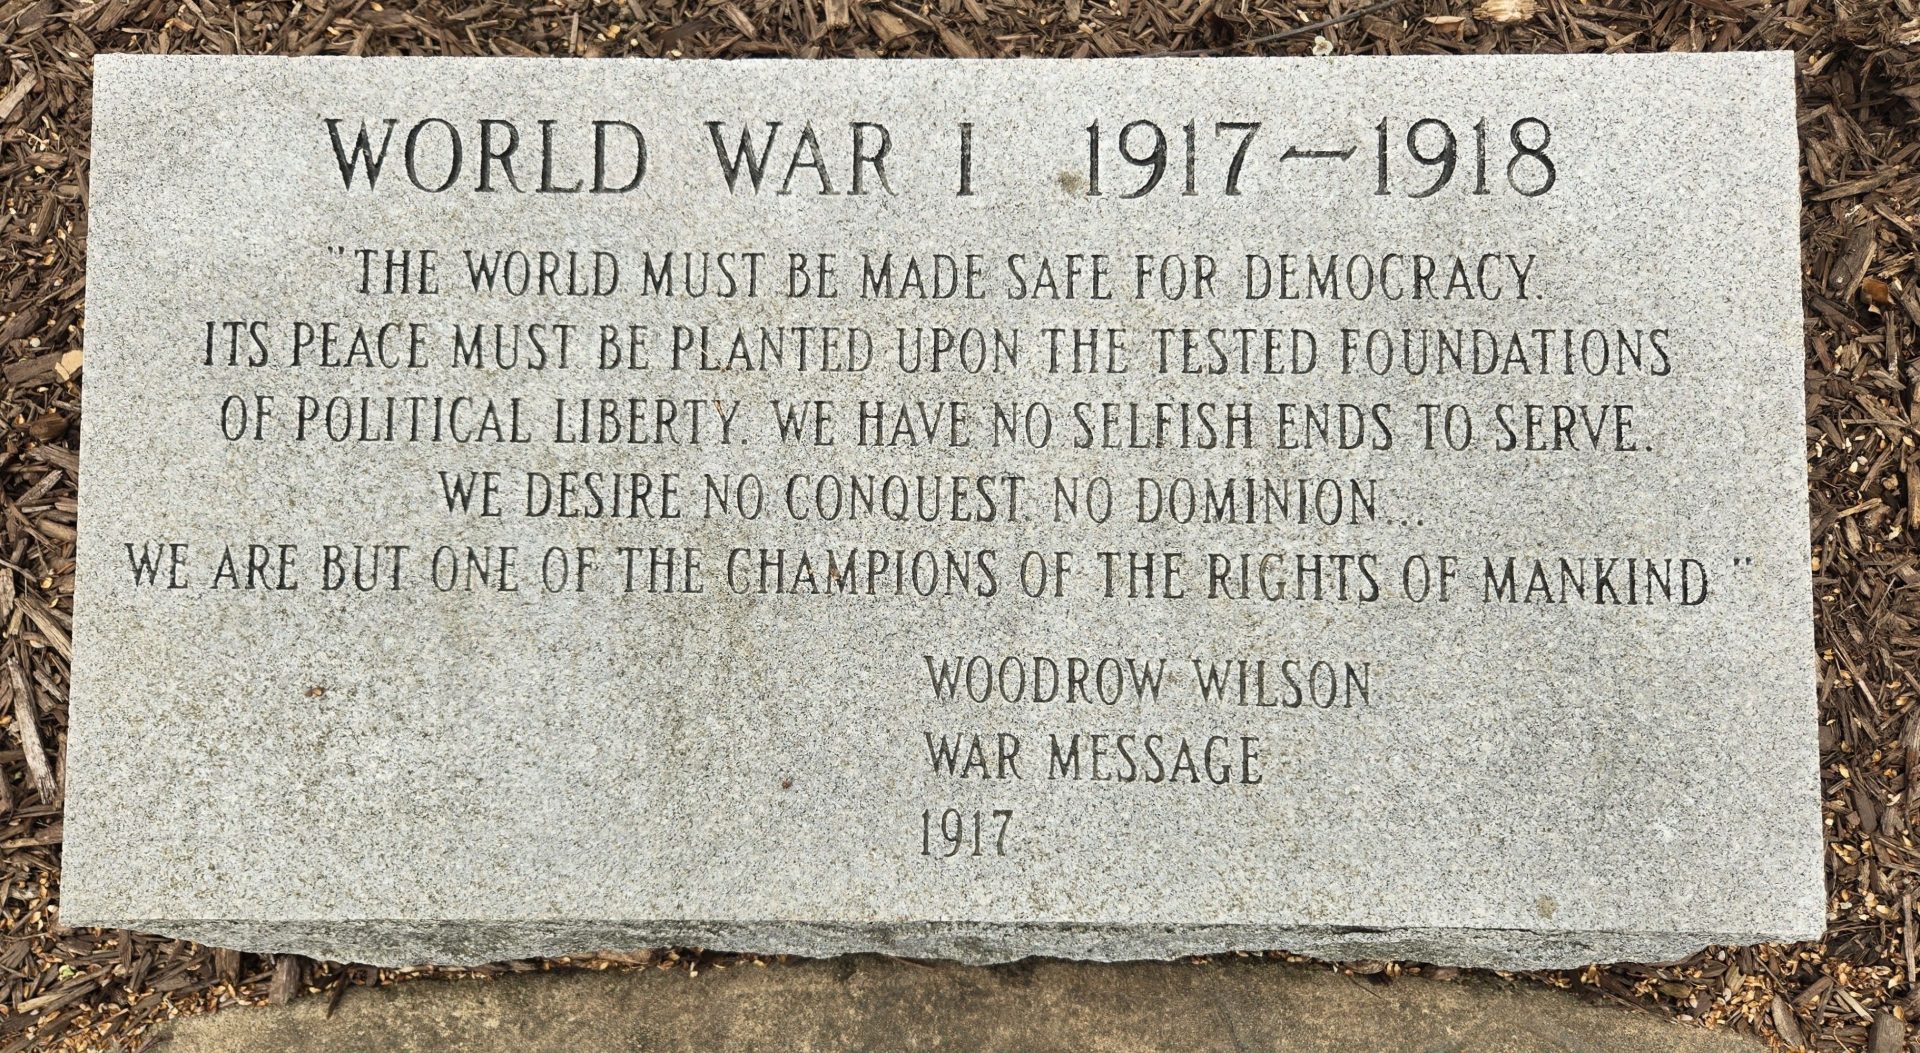 WORLD WAR I 1917-1918
"THE WORLD MUST BE MADE SAFE FOR DEMOCRACY.
ITS PEACE MUST BE PLANTED UPON THE TESTED FOUNDATIONS
OF POLITICAL LIBERTY. WE HAVE NO SELFISH ENDS TO SERVE.
WE DESIRE NO CONQUEST, NO DOMINION...
WE ARE BUT ONE OF THE CHAMPIONS OF THE RIGHTS OF MANKIND"
WOODROW WILSON
WAR MESSAGE
1917